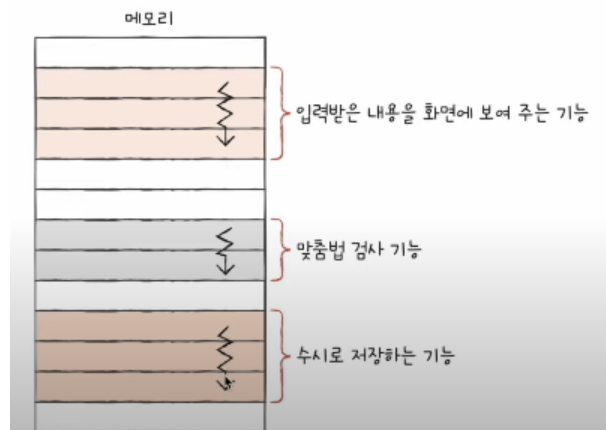 메모리
입력받은 내용을 화면에 보여 주는 기능
맞춤법 검사 기능
수시로 저장하는 기능